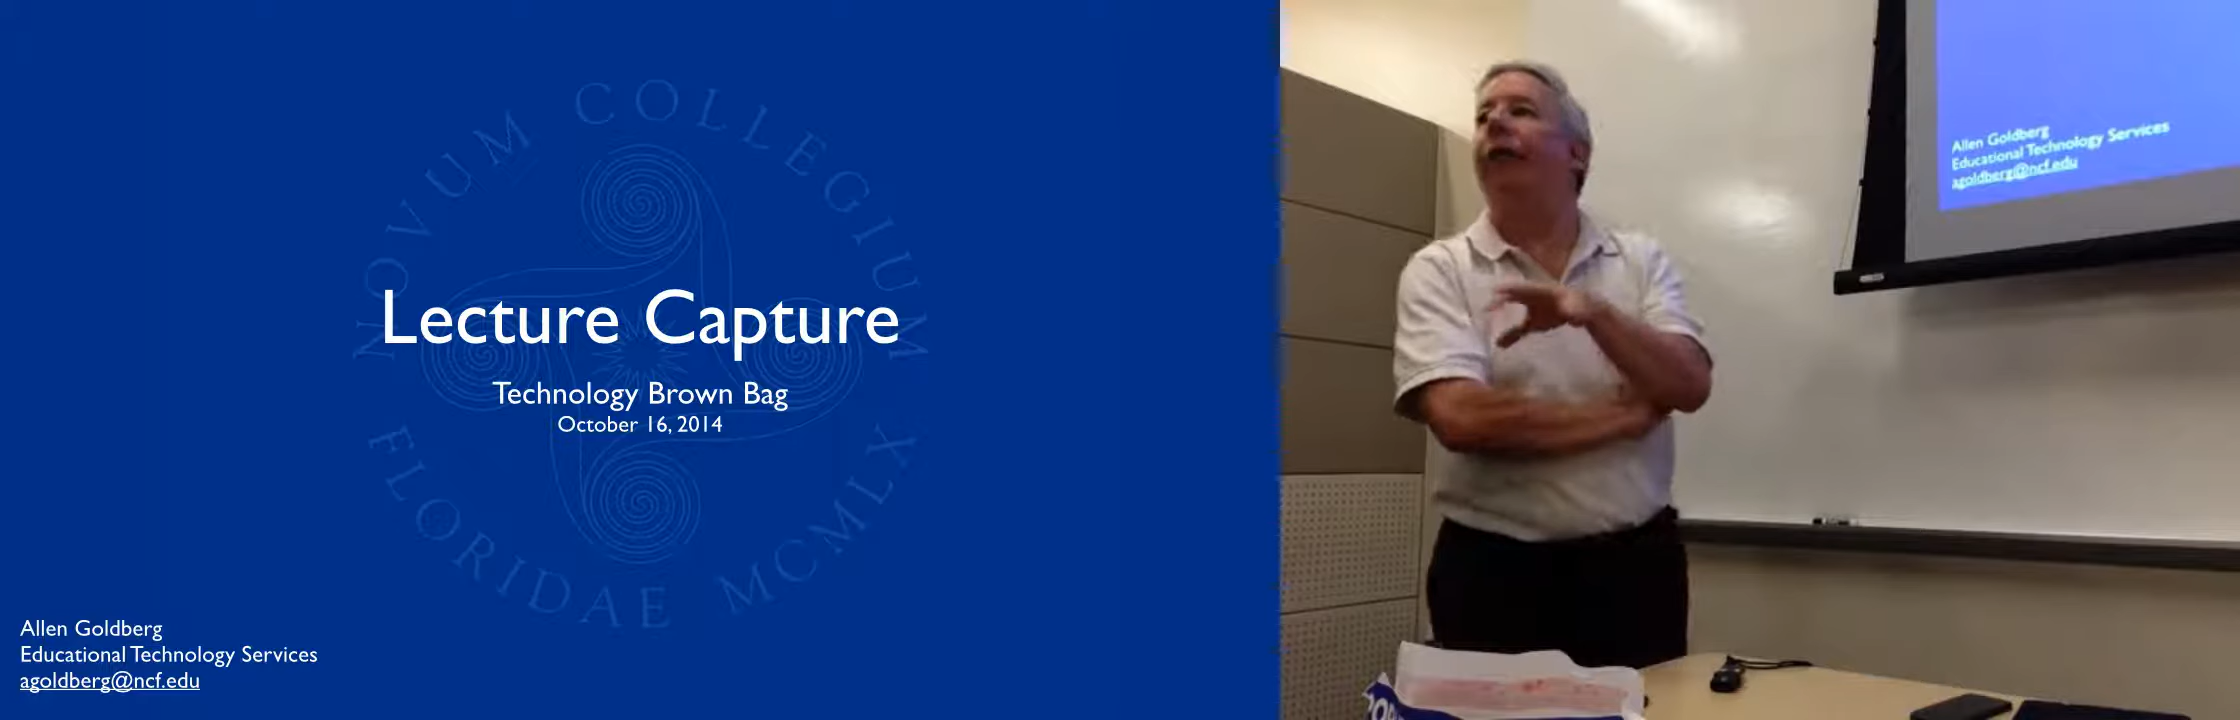 NOVUM COLLEGIUM
FLORIDAE MCMLX
Lecture Capture
Technology Brown Bag
October 16, 2014
Allen Goldberg
Educational Technology Services
agoldberg@ncf.edu
Allen Goldberg
Educational Technology Services
agoldberg@ncf.edu